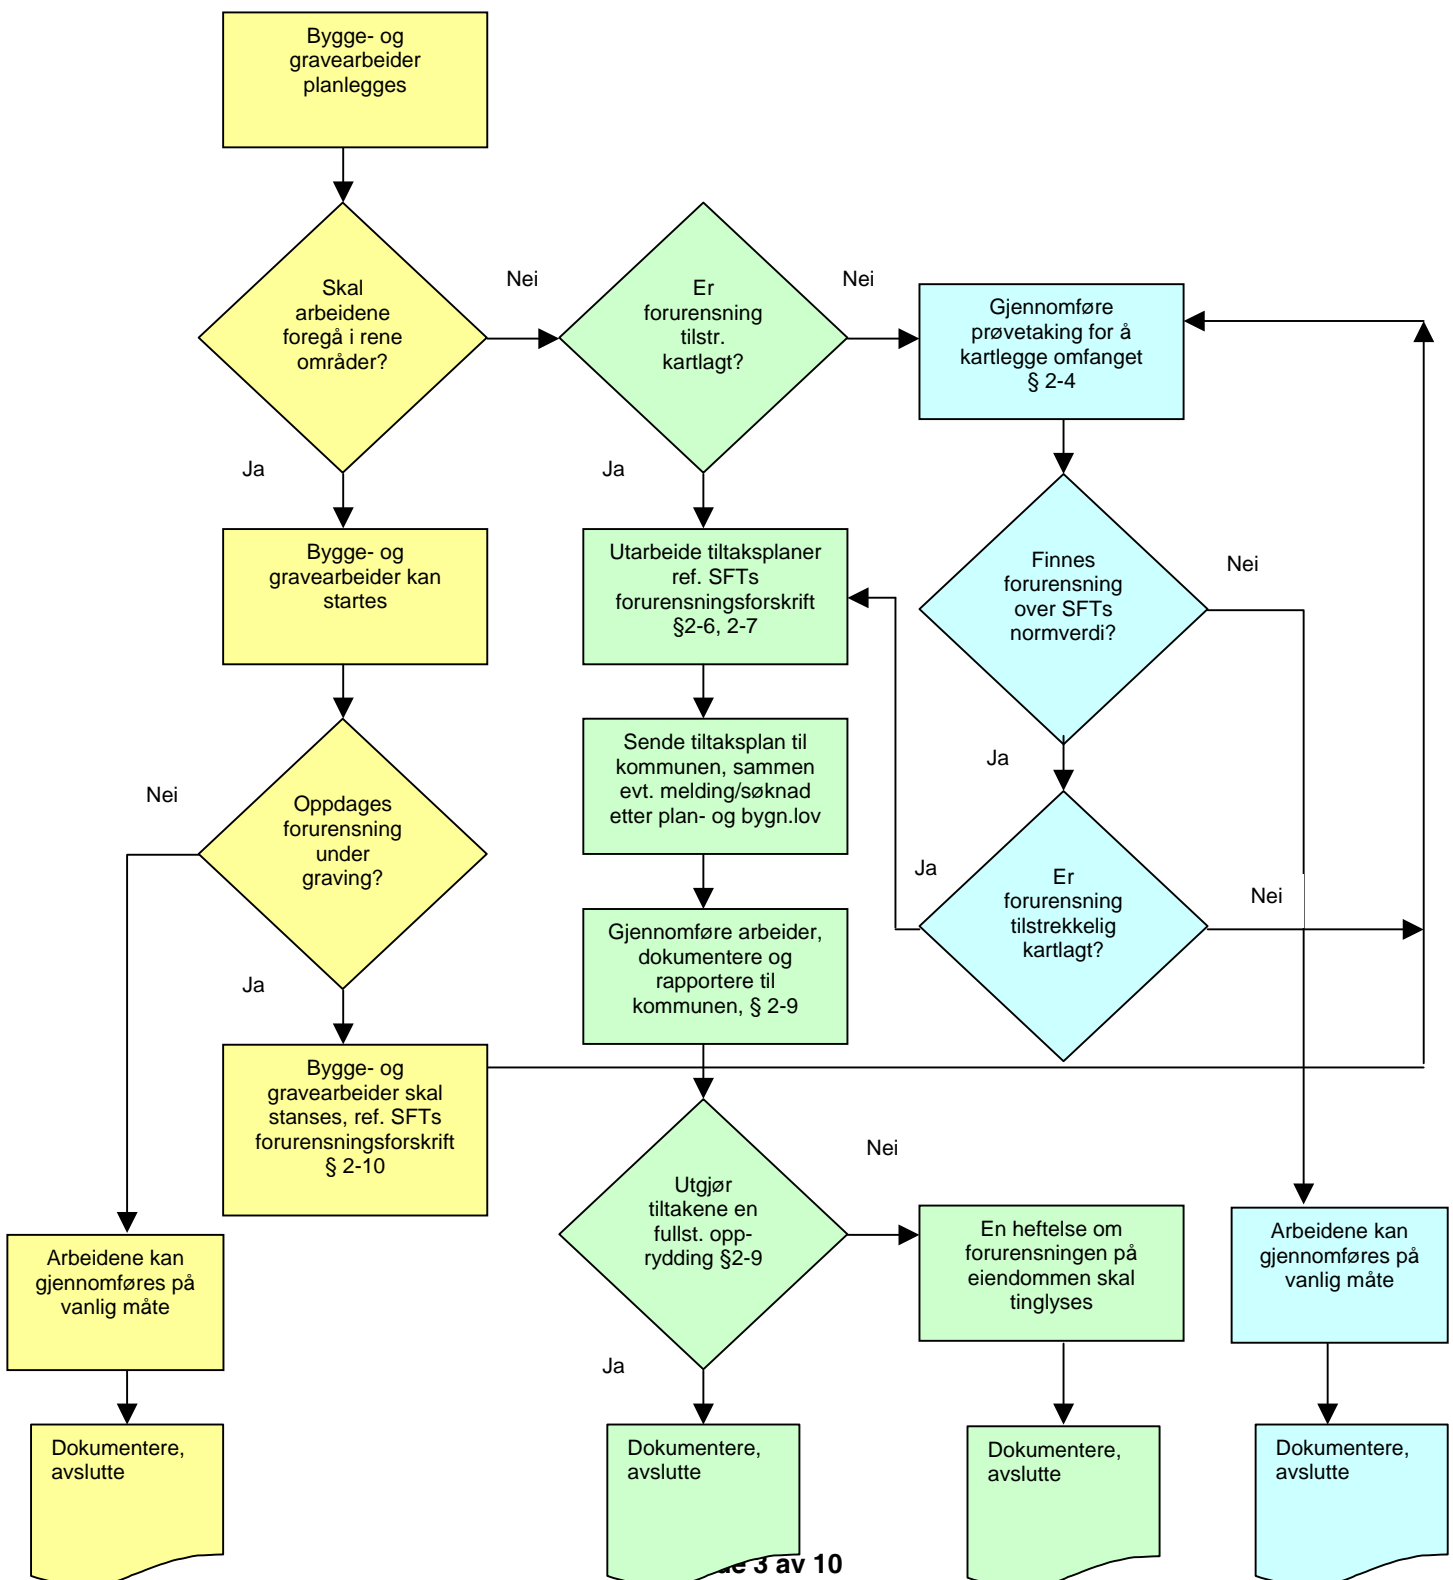 Bygge- og
gravearbeider
planlegges
Skal
arbeidene
foregå i rene
områder?
Nei
Er
forurensning
tilstr.
kartlagt?
Nei
Gjennomføre
prøvetaking for å
kartlegge omfanget
§ 2-4
Ja
Ja
Bygge- og
gravearbeider kan
startes
Utarbeide tiltaksplaner
ref. SFTs
forurensningsforskrift
§2-6, 2-7
Finnes
forurensning
over SFTs
normverdi?
Nei
Sende tiltaksplan til
kommunen, sammen
evt. melding/søknad
etter plan- og bygn.lov
Ja
Nei
Oppdages
forurensning
under
graving?
Ja
Er
forurensning
tilstrekkelig
kartlagt?
Nei
Gjennomføre arbeider,
dokumentere og
rapportere til
kommunen, § 2-9
Ja
Bygge- og
gravearbeider skal
stanses, ref. SFTs
forurensningsforskrift
§ 2-10
Nei
Utgjør
tiltakene en
fullst. opp-
rydding §2-9
En heftelse om
forurensningen på
eiendommen skal
tinglyses
Arbeidene kan
gjennomføres på
vanlig måte
Arbeidene kan
gjennomføres på
vanlig måte
Ja
Dokumentere,
avslutte
Dokumentere,
avslutte
Dokumentere,
avslutte
Dokumentere,
avslutte
3 av 10